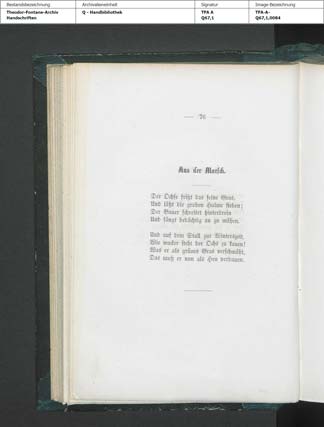 Bestandsbezeichnung
Archivalieneinheit
Signatur
Image-Bezeichnung
Theodor-Fontane-Archiv
Handschriften
Q - Handbibliothek
TFA A
Q67,1
TFA-A-
Q67,1,0084
— 76 —
Aus der Marsch.
Der Ochse frißt das feine Gras
Und läßt die groben Halme stehen;
Der Bauer schreitet hinterdrein
Und fängt bedächtig an zu mähen.
Und auf dem Stall zur Winterszeit,
Wie wacker steht der Ochs zu kauen!
Was er als grünes Gras verschmäht,
Das muß er nun als Heu verdauen.